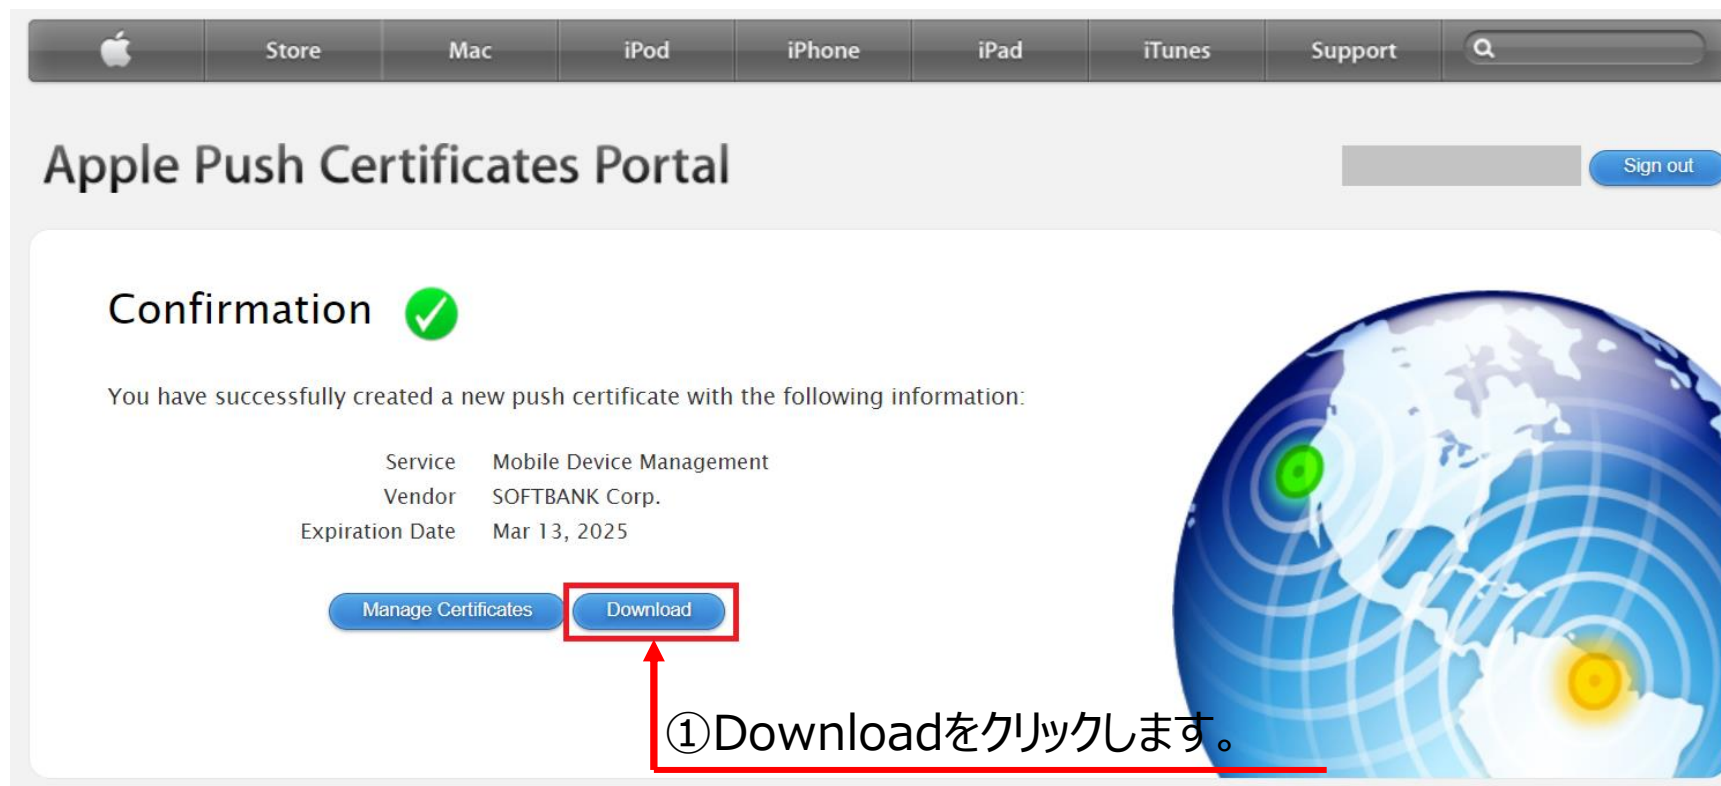 Store Mac iPod iPhone iPad iTunes Support
Apple Push Certificates Portal
Sign out
Confirmation
You have successfully created a new push certificate with the following information:
Service Mobile Device Management
Vendor SOFTBANK Corp.
Expiration Date Mar 13, 2025
Manage Certificates Download
①Downloadをクリックします。